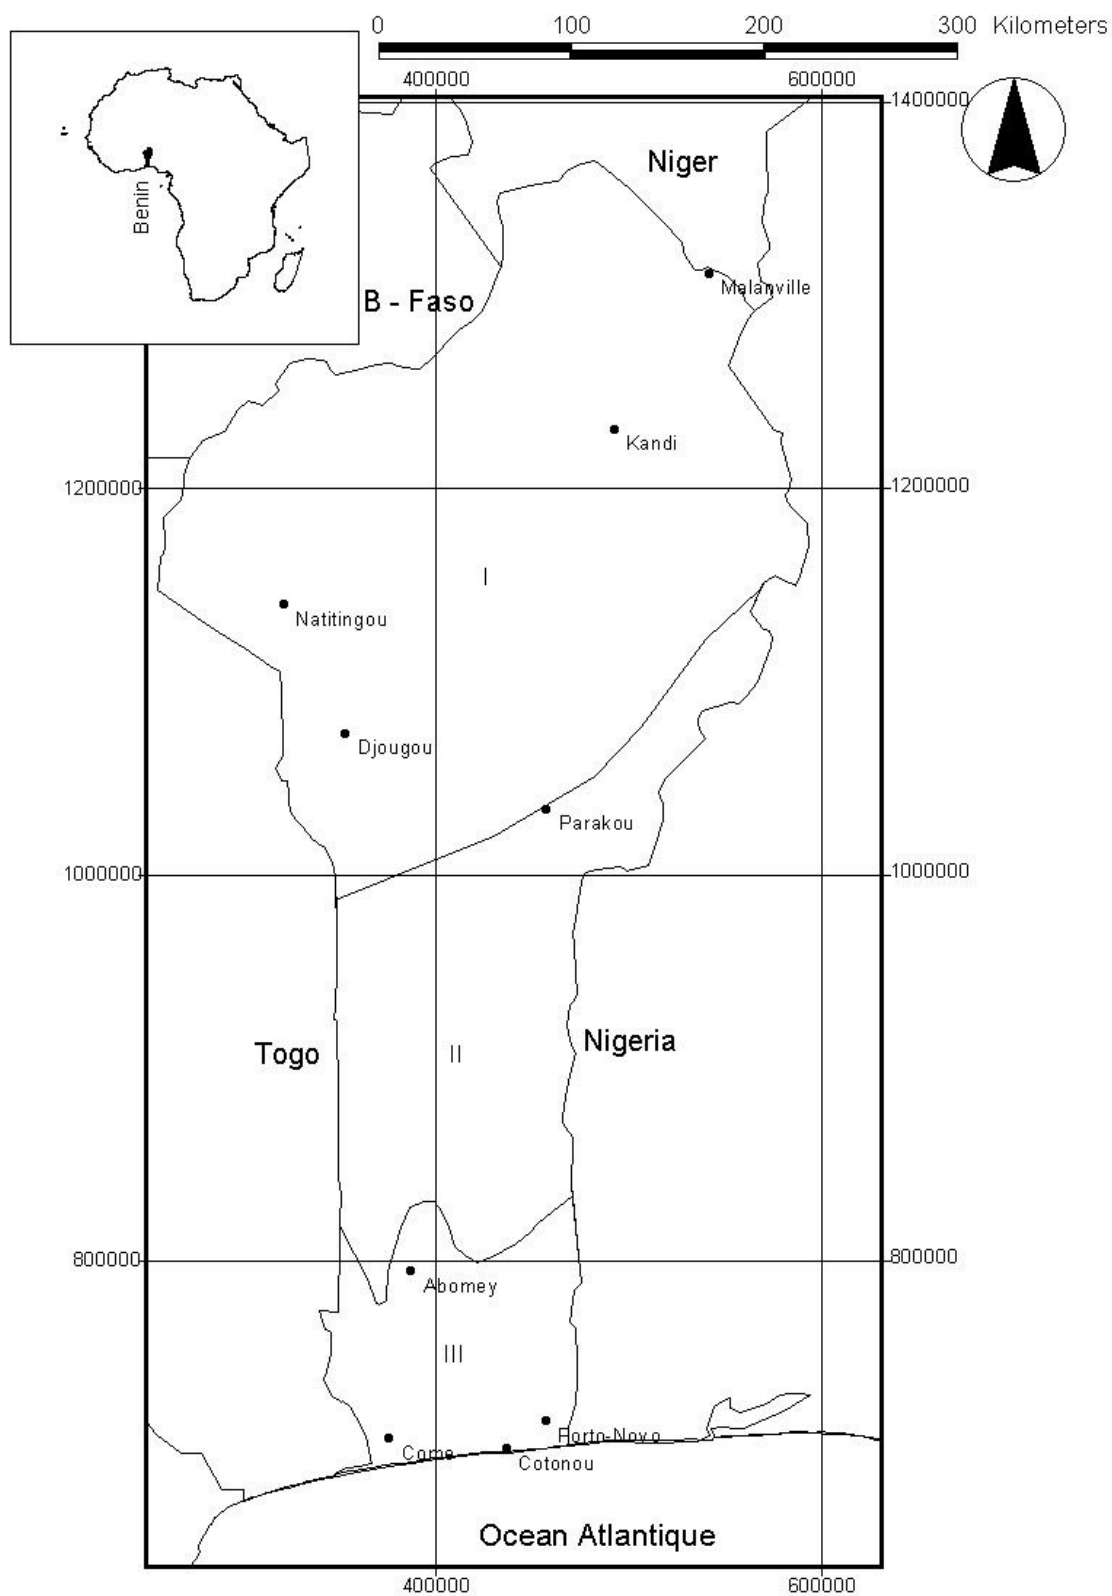 0 100 200 300 Kilometers
400000 600000
1400000
Niger
Benin
Malanville
B - Faso
Kandi
1200000 1200000
I
Natitingou
Djougou
Parakou
1000000 1000000
Togo
II
Nigeria
800000 800000
Abomey
III
Porto-Novo
Come
Cotonou
Ocean Atlantique
400000 600000